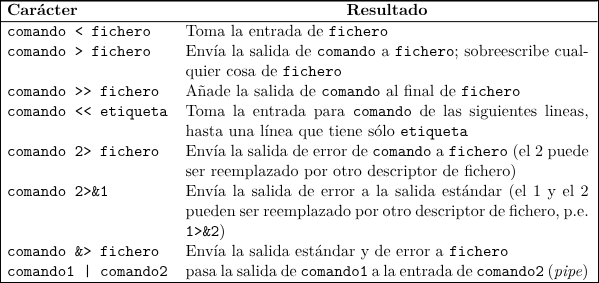 Carácter Resultado
comando < fichero Toma la entrada de fichero
comando > fichero Envía la salida de comando a fichero; sobreescribe cual-
quier cosa de fichero
comando >> fichero Añade la salida de comando al final de fichero
comando << etiqueta Toma la entrada para comando de las siguientes lineas,
hasta una línea que tiene sólo etiqueta
comando 2> fichero Envía la salida de error de comando a fichero (el 2 puede
ser reemplazado por otro descriptor de fichero)
comando 2>&1 Envía la salida de error a la salida estándar (el 1 y el 2
pueden ser reemplazado por otro descriptor de fichero, p.e.
1>&2)
comando &> fichero Envía la salida estándar y de error a fichero
comando1 | comando2 pasa la salida de comando1 a la entrada de comando2 (pipe)